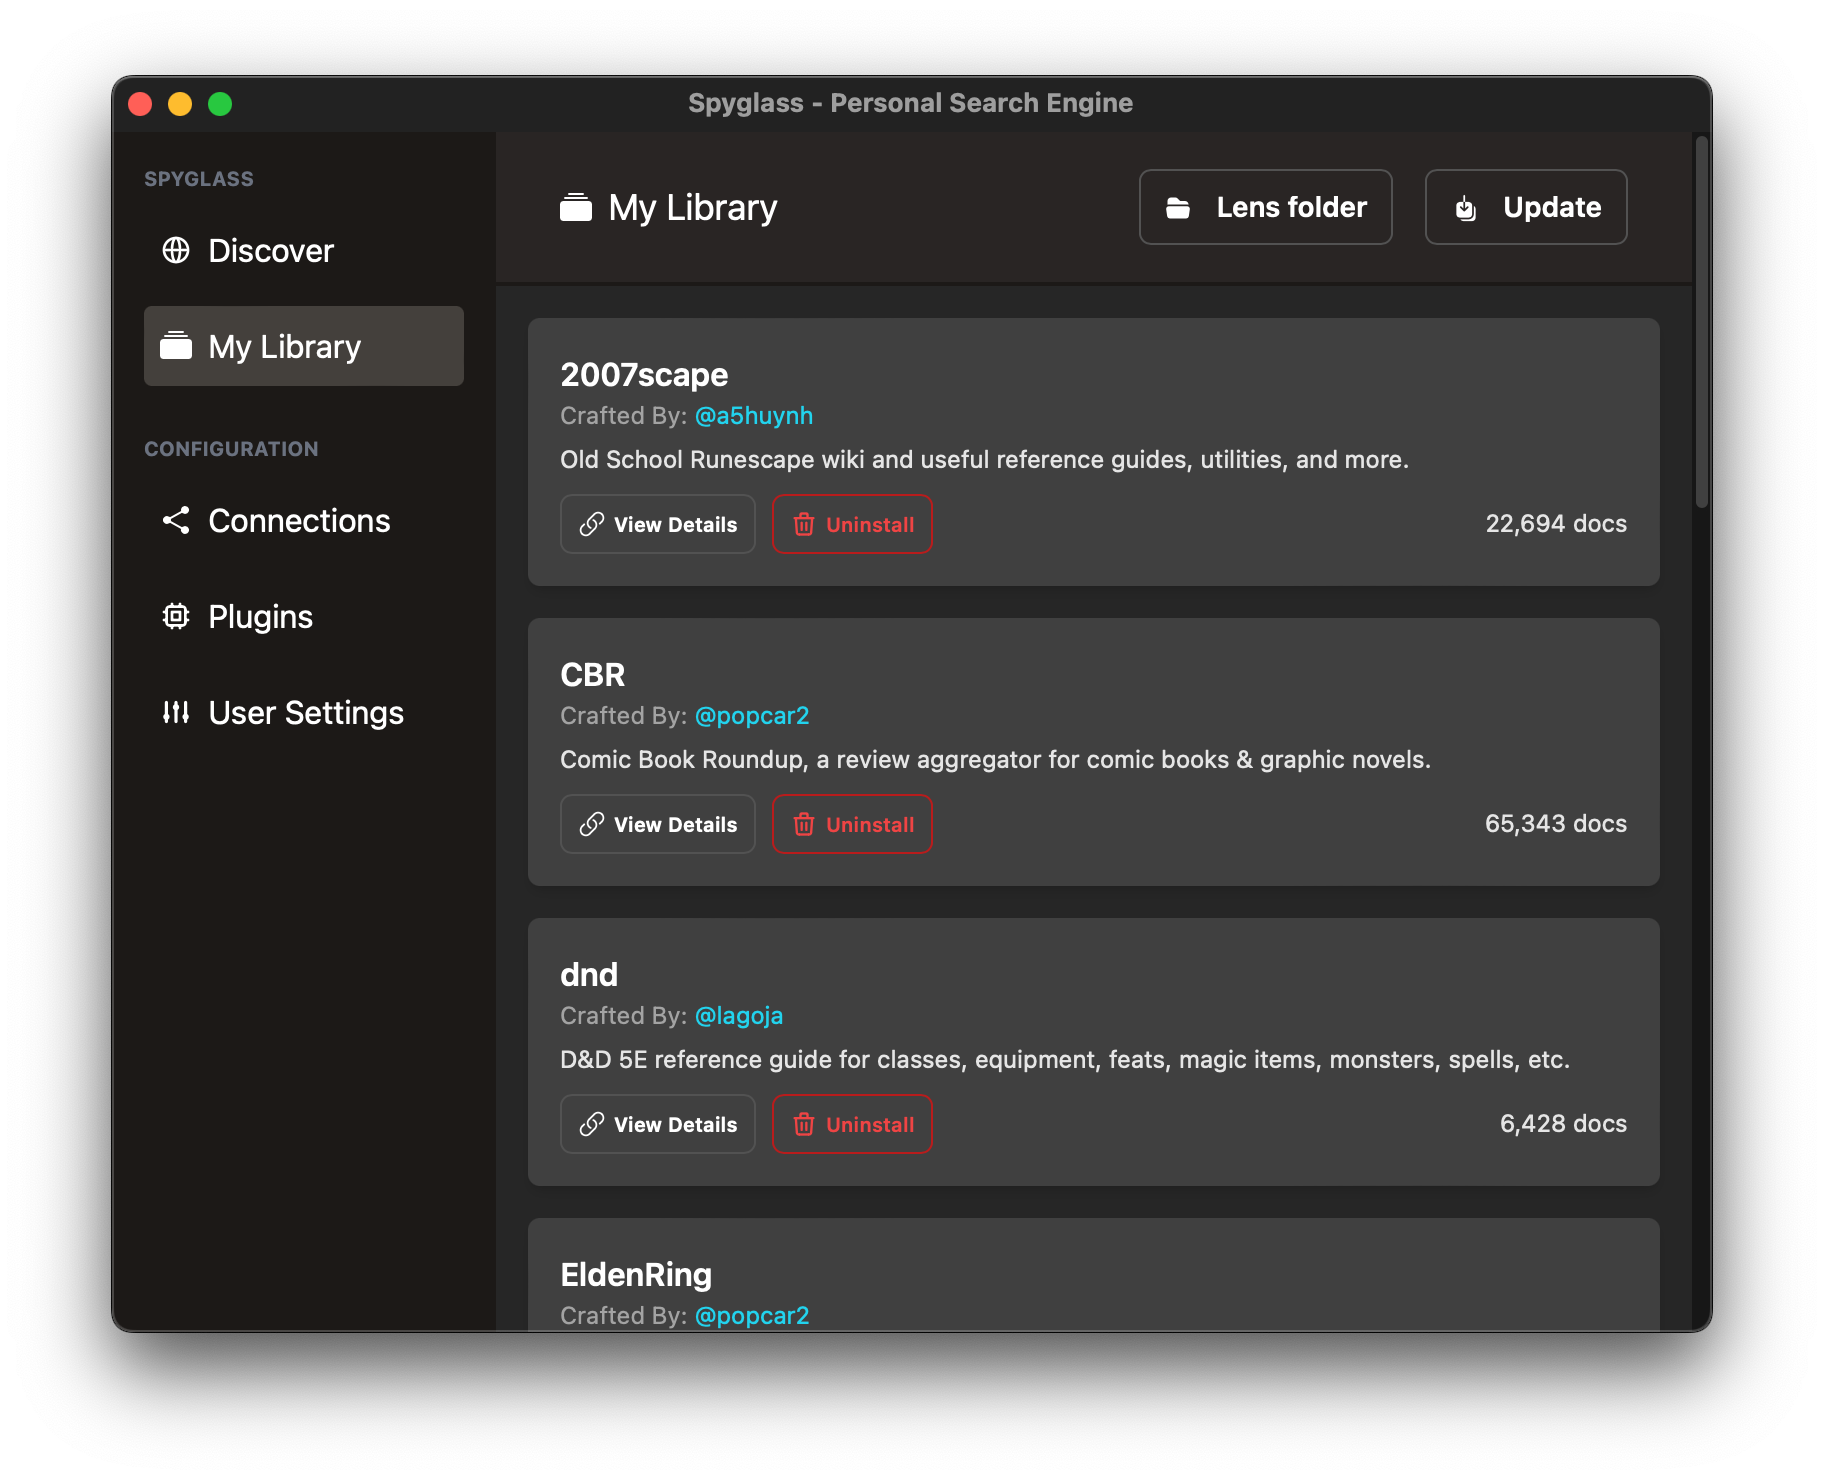 Spyglass - Personal Search Engine
SPYGLASS
Discover
My Library
CONFIGURATION
Connections
Plugins
User Settings
My Library
Lens folder
Update
2007scape
Crafted By: @a5huynh
Old School Runescape wiki and useful reference guides, utilities, and more.
View Details
Uninstall
22,694 docs
CBR
Crafted By: @popcar2
Comic Book Roundup, a review aggregator for comic books & graphic novels.
View Details
Uninstall
65,343 docs
dnd
Crafted By: @lagoja
D&D 5E reference guide for classes, equipment, feats, magic items, monsters, spells, etc.
View Details
Uninstall
6,428 docs
EldenRing
Crafted By: @popcar2